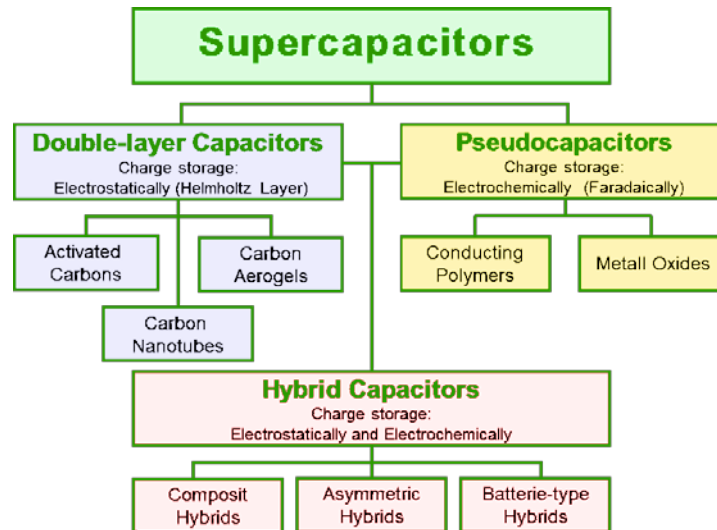 Supercapacitors
Double-layer Capacitors
Charge storage:
Electrostatically (Helmholtz Layer)
Pseudocapacitors
Charge storage:
Electrochemically (Faradaically)
Activated
Carbons
Carbon
Aerogels
Carbon
Nanotubes
Conducting
Polymers
Metall Oxides
Hybrid Capacitors
Charge storage:
Electrostatically and Electrochemically
Composit
Hybrids
Asymmetric
Hybrids
Batterie-type
Hybrids